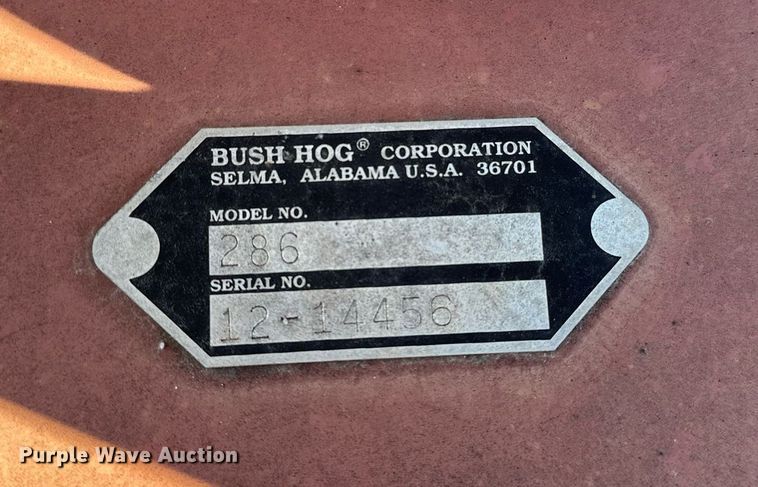 BUSH HOG® CORPORATION
SELMA, ALABAMA U.S.A. 36701
MODEL NO.
286
SERIAL NO.
12-14456
Purple Wave Auction